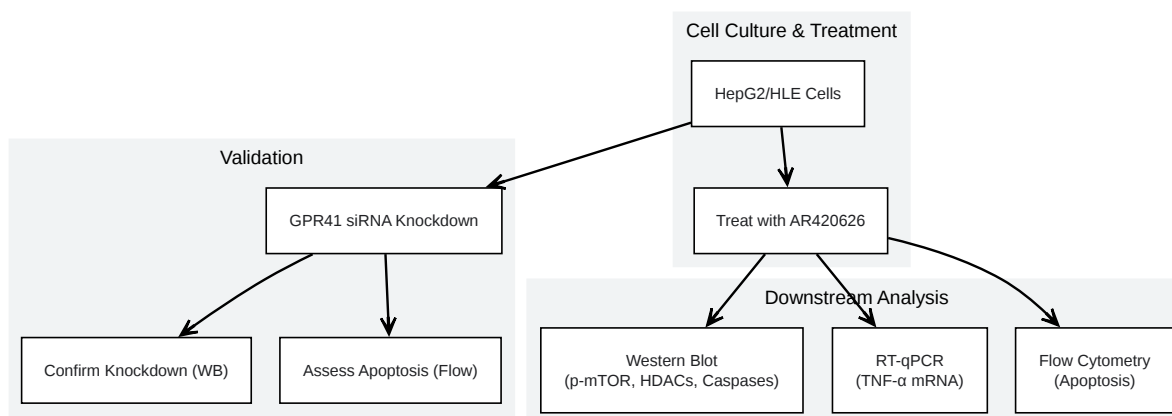 Cell Culture & Treatment
HepG2/HLE Cells
Validation
GPR41 siRNA Knockdown
Treat with AR420626
Downstream Analysis
Confirm Knockdown (WB)
Assess Apoptosis (Flow)
Western Blot
(p-mTOR, HDACs, Caspases)
RT-qPCR
(TNF-α mRNA)
Flow Cytometry
(Apoptosis)